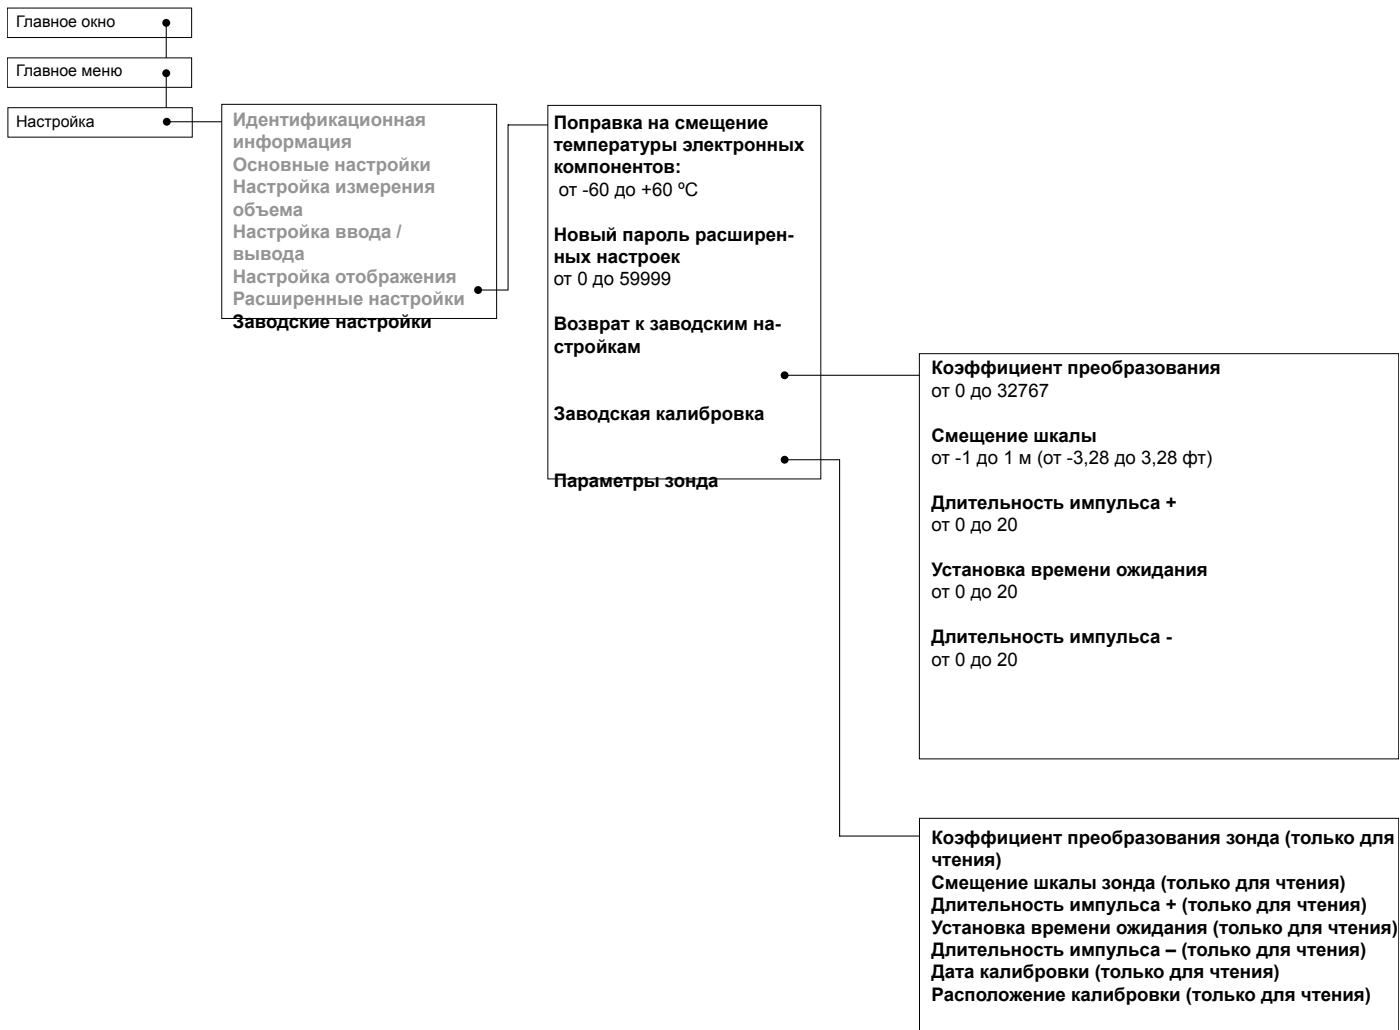 Главное окно
Главное меню
Настройка
Идентификационная
информация
Основные настройки
Настройка измерения
объема
Настройка ввода /
вывода
Настройка отображения
Расширенные настройки
Заводские настройки
Поправка на смещение
температуры электронных
компонентов:
от -60 до +60 ºC
Новый пароль расширен-
ных настроек
от 0 до 59999
Возврат к заводским на-
стройкам
Заводская калибровка
Параметры зонда
Коэффициент преобразования
от 0 до 32767
Смещение шкалы
от -1 до 1 м (от -3,28 до 3,28 фт)
Длительность импульса +
от 0 до 20
Установка времени ожидания
от 0 до 20
Длительность импульса -
от 0 до 20
Коэффициент преобразования зонда (только для
чтения)
Смещение шкалы зонда (только для чтения)
Длительность импульса + (только для чтения)
Установка времени ожидания (только для чтения)
Длительность импульса – (только для чтения)
Дата калибровки (только для чтения)
Расположение калибровки (только для чтения)